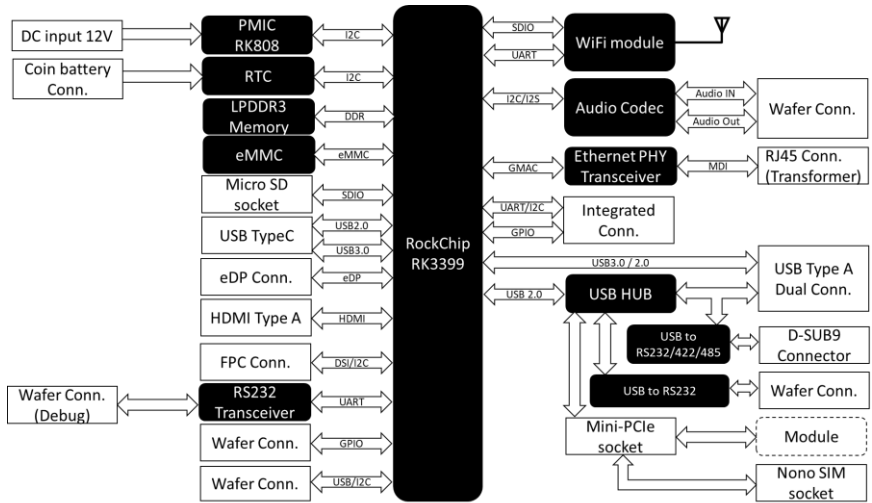 DC input 12V
PMIC
RK808
I2C
Coin battery
Conn.
RTC
I2C
LPDDR3
Memory
DDR
eMMC
eMMC
Micro SD
socket
SDIO
USB TypeC
USB2.0
USB3.0
eDP Conn.
eDP
HDMI Type A
HDMI
FPC Conn.
DSI/I2C
Wafer Conn.
(Debug)
RS232
Transceiver
UART
Wafer Conn.
GPIO
Wafer Conn.
USB/I2C
RockChip
RK3399
SDIO
UART
WiFi module
I2C/I2S
Audio Codec
Audio IN
Audio Out
Wafer Conn.
GMAC
Ethernet PHY
Transceiver
MDI
RJ45 Conn.
(Transformer)
UART/I2C
GPIO
Integrated
Conn.
USB3.0 / 2.0
USB Type A
Dual Conn.
USB 2.0
USB HUB
USB to
RS232/422/485
D-SUB9
Connector
USB to RS232
Wafer Conn.
Mini-PCIe
socket
Module
Nono SIM
socket